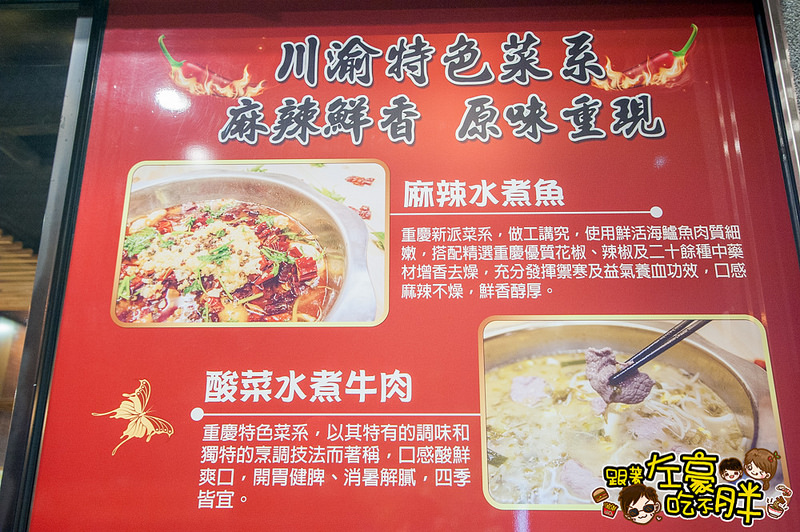 川渝特色菜系
麻辣鮮香 原味重現
麻辣水煮魚
重慶新派菜系，做工講究，使用鮮活海鱸魚肉質細
嫩，搭配精選重慶優質花椒、辣椒及二十餘種中藥
材增香去燥，充分發揮禦寒及益氣養血功效，口感
麻辣不燥，鮮香醇厚。
酸菜水煮牛肉
重慶特色菜系，以其特有的調味和
獨特的烹調技法而著稱，口感酸鮮
爽口，開胃健脾、消暑解膩，四季
皆宜。
跟著左豪吃不胖